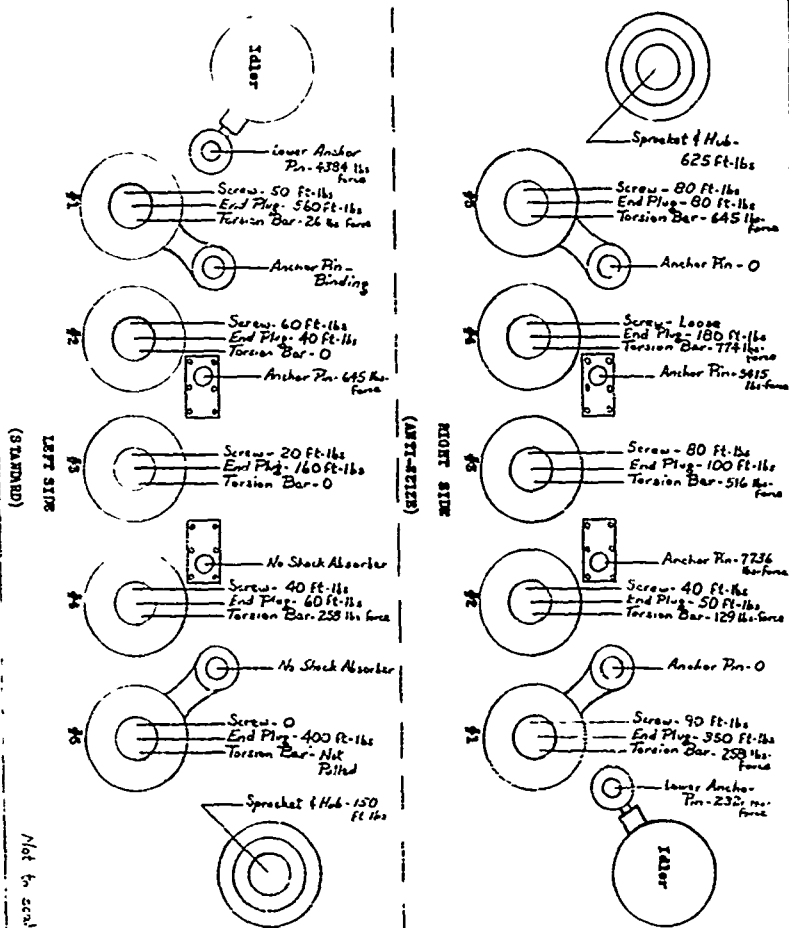 Idler
Lower Anchor
Pin - 4384 lbs
force
#1
Screw - 50 ft-lbs
End Plug - 560 ft-lbs
Torsion Bar - 26 lbs force
Anchor Pin -
Binding
#2
Screw - 60 ft-lbs
End Plug - 40 ft-lbs
Torsion Bar - 0
Anchor Pin - 645 lbs-
force
#3
Screw - 20 ft-lbs
End Plug - 160 ft-lbs
Torsion Bar - 0
No Shock Absorber
#4
Screw - 40 ft-lbs
End Plug - 60 ft-lbs
Torsion Bar - 258 lbs force
No Shock Absorber
Screw - 0
End Plug - 400 ft-lbs
Torsion Bar - Not
Pulled
Sprocket & Hub - 150
ft lbs
LEFT SIDE
(STANDARD)
Sprocket & Hub -
625 ft-lbs
Screw - 80 ft-lbs
End Plug - 80 ft-lbs
Torsion Bar - 645 lbs-
force
Anchor Pin - 0
#4
Screw - Loose
End Plug - 180 ft-lbs
Torsion Bar - 774 lbs-
force
Anchor Pin -
lbs-force
#3
Screw - 80 ft-lbs
End Plug - 100 ft-lbs
Torsion Bar - 516 lbs-
force
Anchor Pin - 7736
lbs-force
#2
Screw - 40 ft-lbs
End Plug - 50 ft-lbs
Torsion Bar - 129 lbs-force
Anchor Pin - 0
#1
Screw - 90 ft-lbs
End Plug - 350 ft-lbs
Torsion Bar - 258 lbs-
force
Lower Anchor
Pin -
force
Idler
RIGHT SIDE
(ANTI-SEIZE)
Not to scale